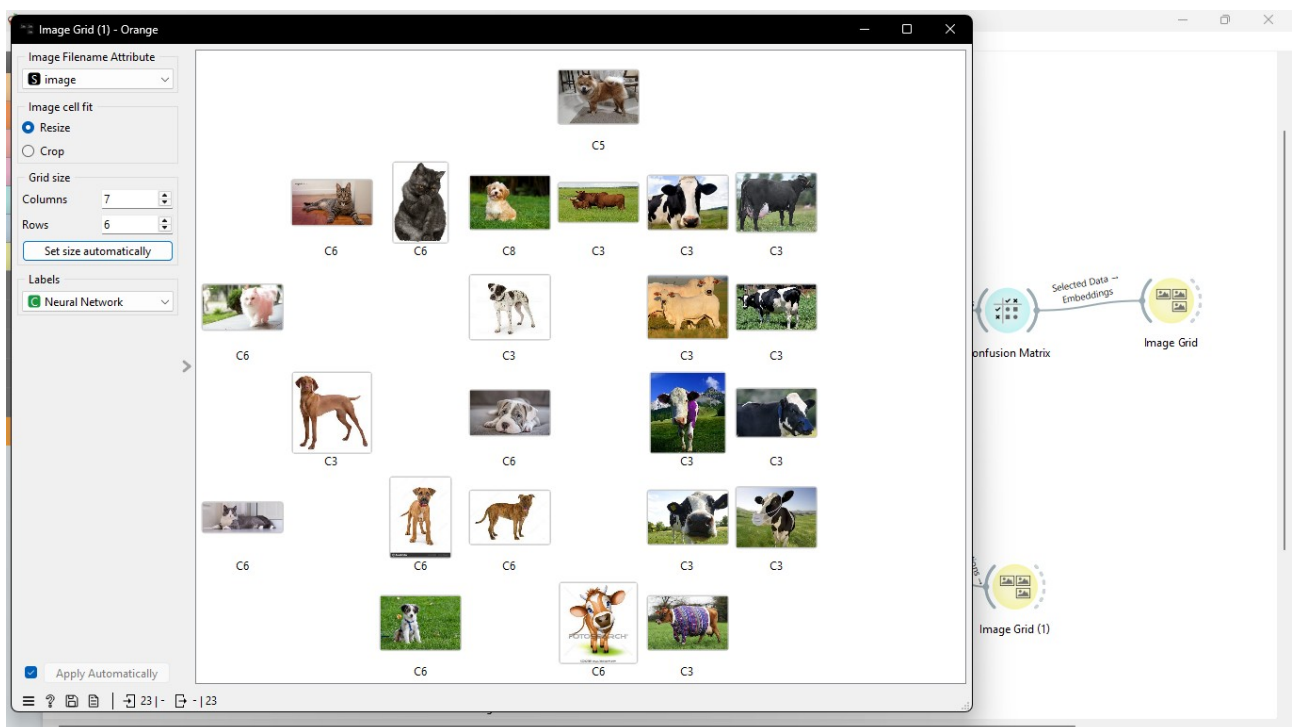 Image Grid (1) - Orange
Image Filename Attribute
S image
Image cell fit
Resize
Crop
Grid size
Columns 7
Rows 6
Set size automatically
Labels
C Neural Network
Apply Automatically
23 | - - | 23
C5
C6 C6 C8 C3 C3 C3
C6 C3 C3 C3
C3 C6 C3 C3
C6 C6 C6 C3 C3
C6 C6 C3
Selected Data →
Embeddings
onfusion Matrix
Image Grid
Image Grid (1)